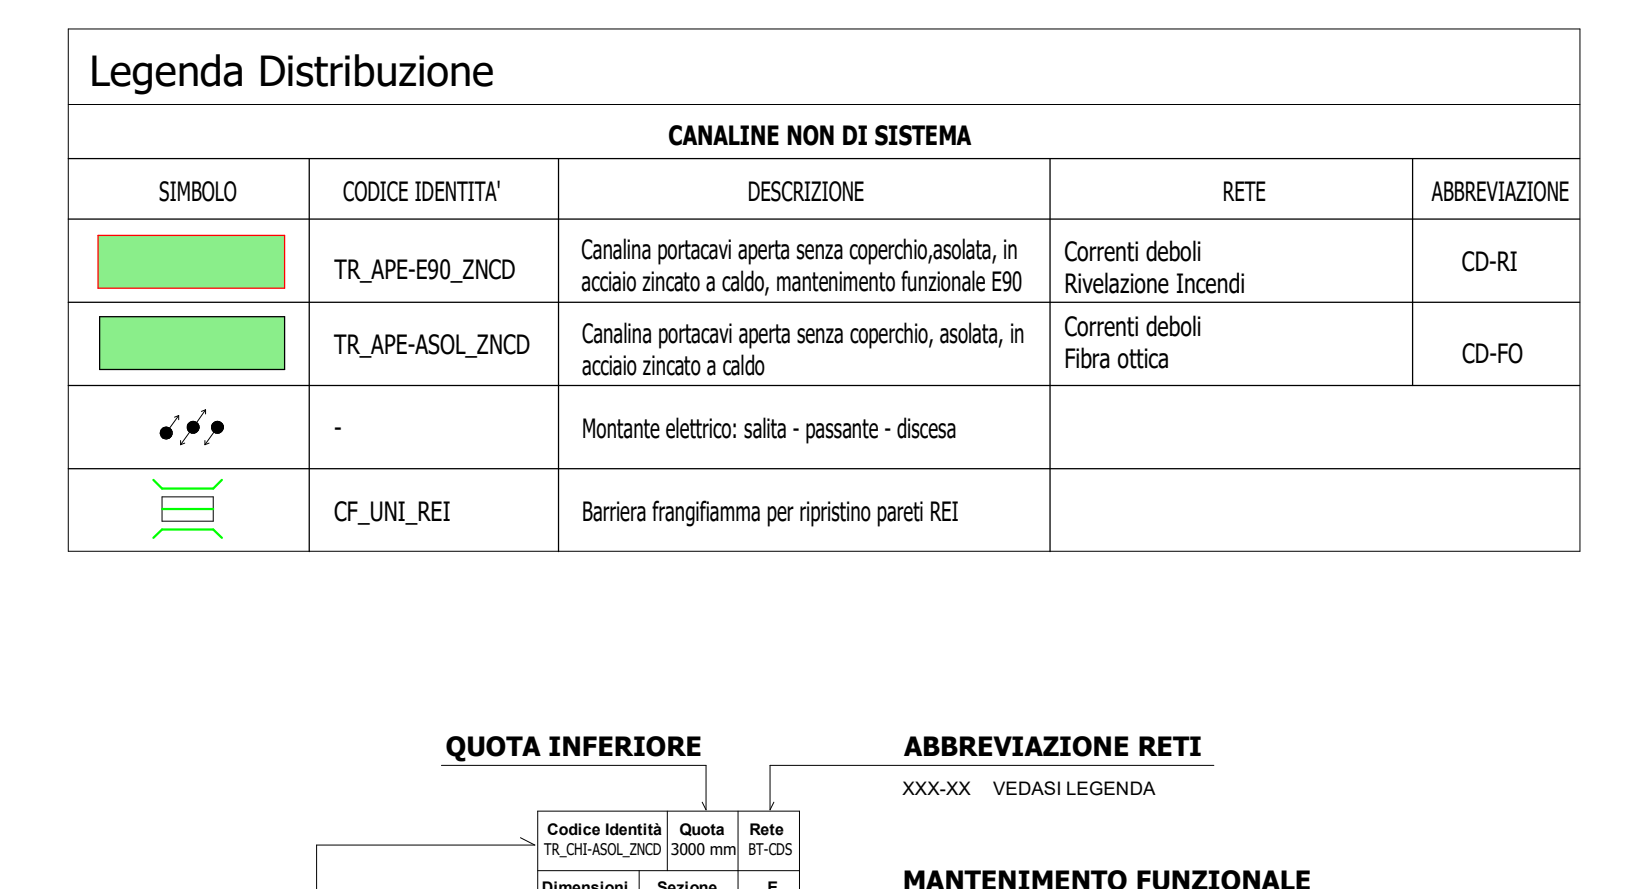 Legenda Distribuzione
CANALINE NON DI SISTEMA
SIMBOLO CODICE IDENTITA' DESCRIZIONE RETE ABBREVIAZIONE
TR_APE-E90_ZNCD
Canalina portacavi aperta senza coperchio,asolata, in
acciaio zincato a caldo, mantenimento funzionale E90
Correnti deboli
Rivelazione Incendi
CD-RI
TR_APE-ASOL_ZNCD
Canalina portacavi aperta senza coperchio, asolata, in
acciaio zincato a caldo
Correnti deboli
Fibra ottica
CD-FO
- Montante elettrico: salita - passante - discesa
CF_UNI_REI Barriera frangifiamma per ripristino pareti REI
QUOTA INFERIORE
ABBREVIAZIONE RETI
XXX-XX VEDASI LEGENDA
Codice Identità Quota Rete
TR_CHI-ASOL_ZNCD 3000 mm BT-CDS
Dimensioni Sezione E
MANTENIMENTO FUNZIONALE